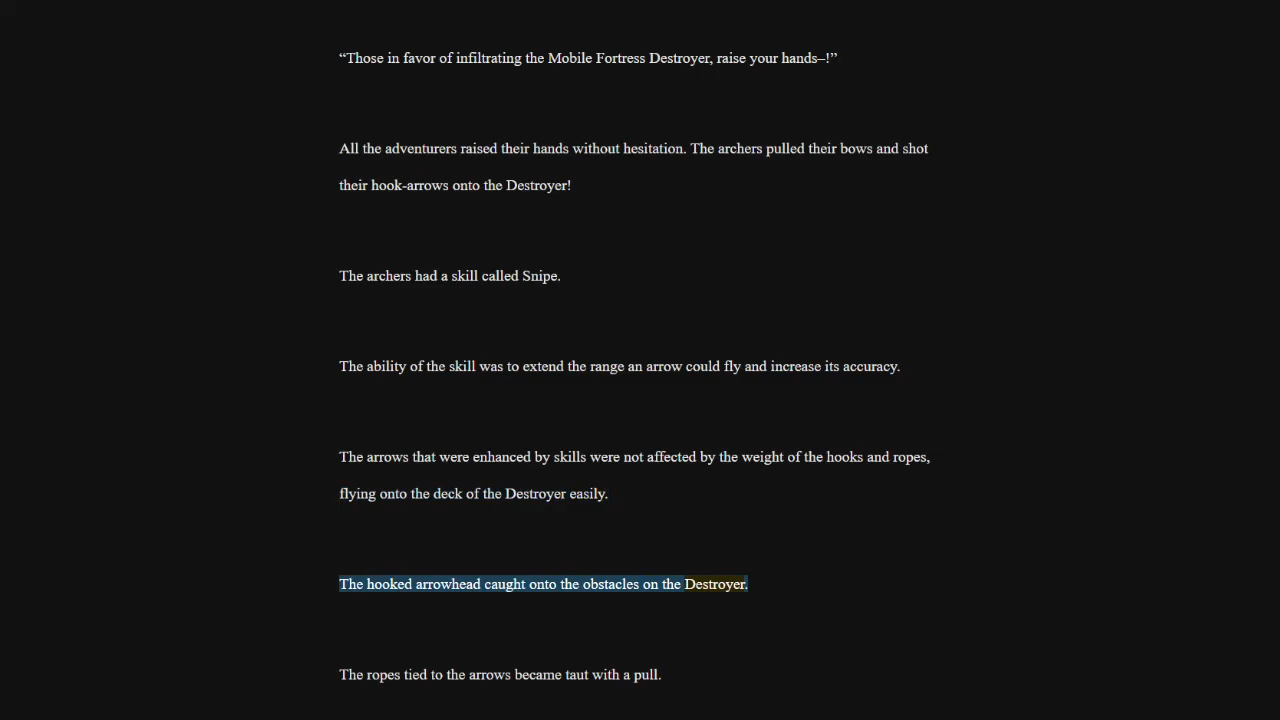 “Those in favor of infiltrating the Mobile Fortress Destroyer, raise your hands–!”
All the adventurers raised their hands without hesitation. The archers pulled their bows and shot
their hook-arrows onto the Destroyer!
The archers had a skill called Snipe.
The ability of the skill was to extend the range an arrow could fly and increase its accuracy.
The arrows that were enhanced by skills were not affected by the weight of the hooks and ropes,
flying onto the deck of the Destroyer easily.
The hooked arrowhead caught onto the obstacles on the Destroyer.
The ropes tied to the arrows became taut with a pull.